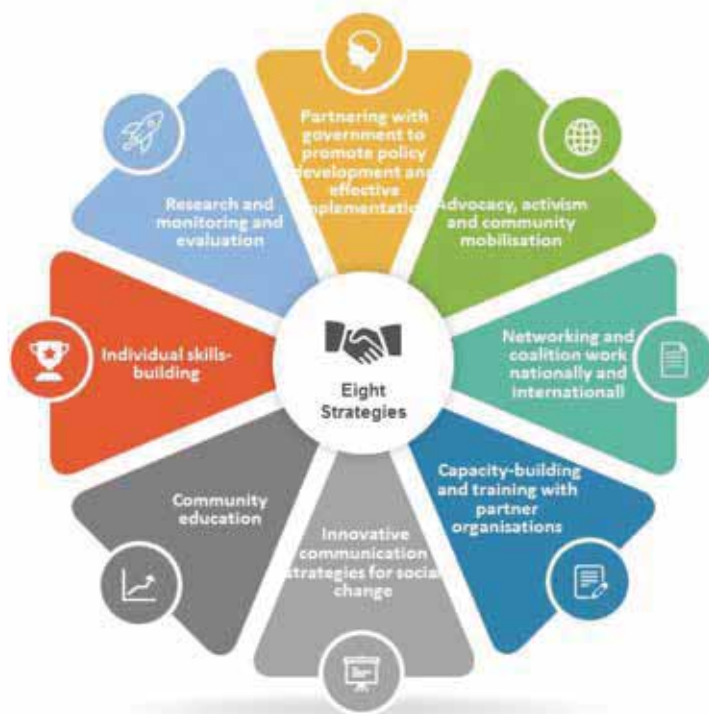 Partnering with
government to
promote policy
development and
effective
implementation
Advocacy, activism
and community
mobilisation
Networking and
coalition work
nationally and
internationall
Capacity-building
and training with
partner
organisations
Innovative
communication
strategies for social
change
Community
education
Individual skills-
building
Research and
monitoring and
evaluation
Eight
Strategies